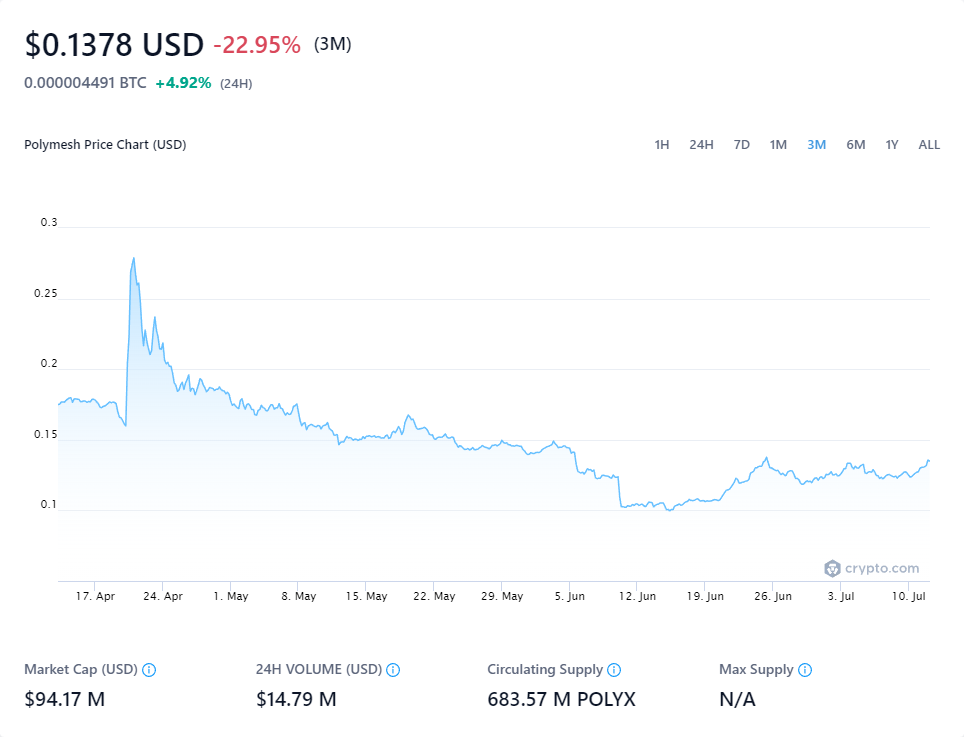 $0.1378 USD -22.95% (3M)
0.000004491 BTC +4.92% (24H)
Polymesh Price Chart (USD) 1H 24H 7D 1M 3M 6M 1Y ALL
0.3
0.25
0.2
0.15
0.1
crypto.com
17. Apr 24. Apr 1. May 8. May 15. May 22. May 29. May 5. Jun 12. Jun 19. Jun 26. Jun 3. Jul 10. Jul
Market Cap (USD) 24H VOLUME (USD) Circulating Supply Max Supply
$94.17 M $14.79 M 683.57 M POLYX N/A